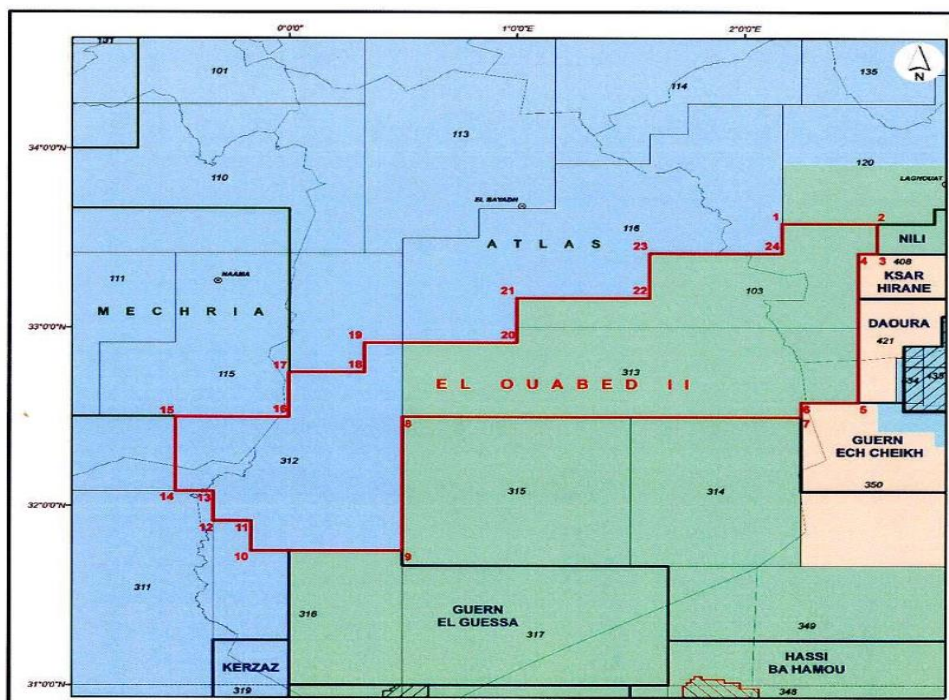 0°0'0"
1°0'0"E
2°0'0"E
101
101
114
135
N
34°0'0"N
113
120
110
LAGHOUAT
EL BAYADH
1
2
116
ATLAS
23
24
NILI
4
3
408
111
NAAMA
103
KSAR
HIRANE
21
22
MECHRIA
33°0'0"N
19
20
DAOURA
421
115
17
18
313
EL OUABED II
434
435
15
16
8
6
5
7
312
GUERN
ECH CHEIKH
315
314
350
14
13
32°0'0"N
12
11
10
9
311
316
GUERN
EL GUESSA
317
349
KERZAZ
HASSI
BA HAMOU
31°0'0"N
319
348